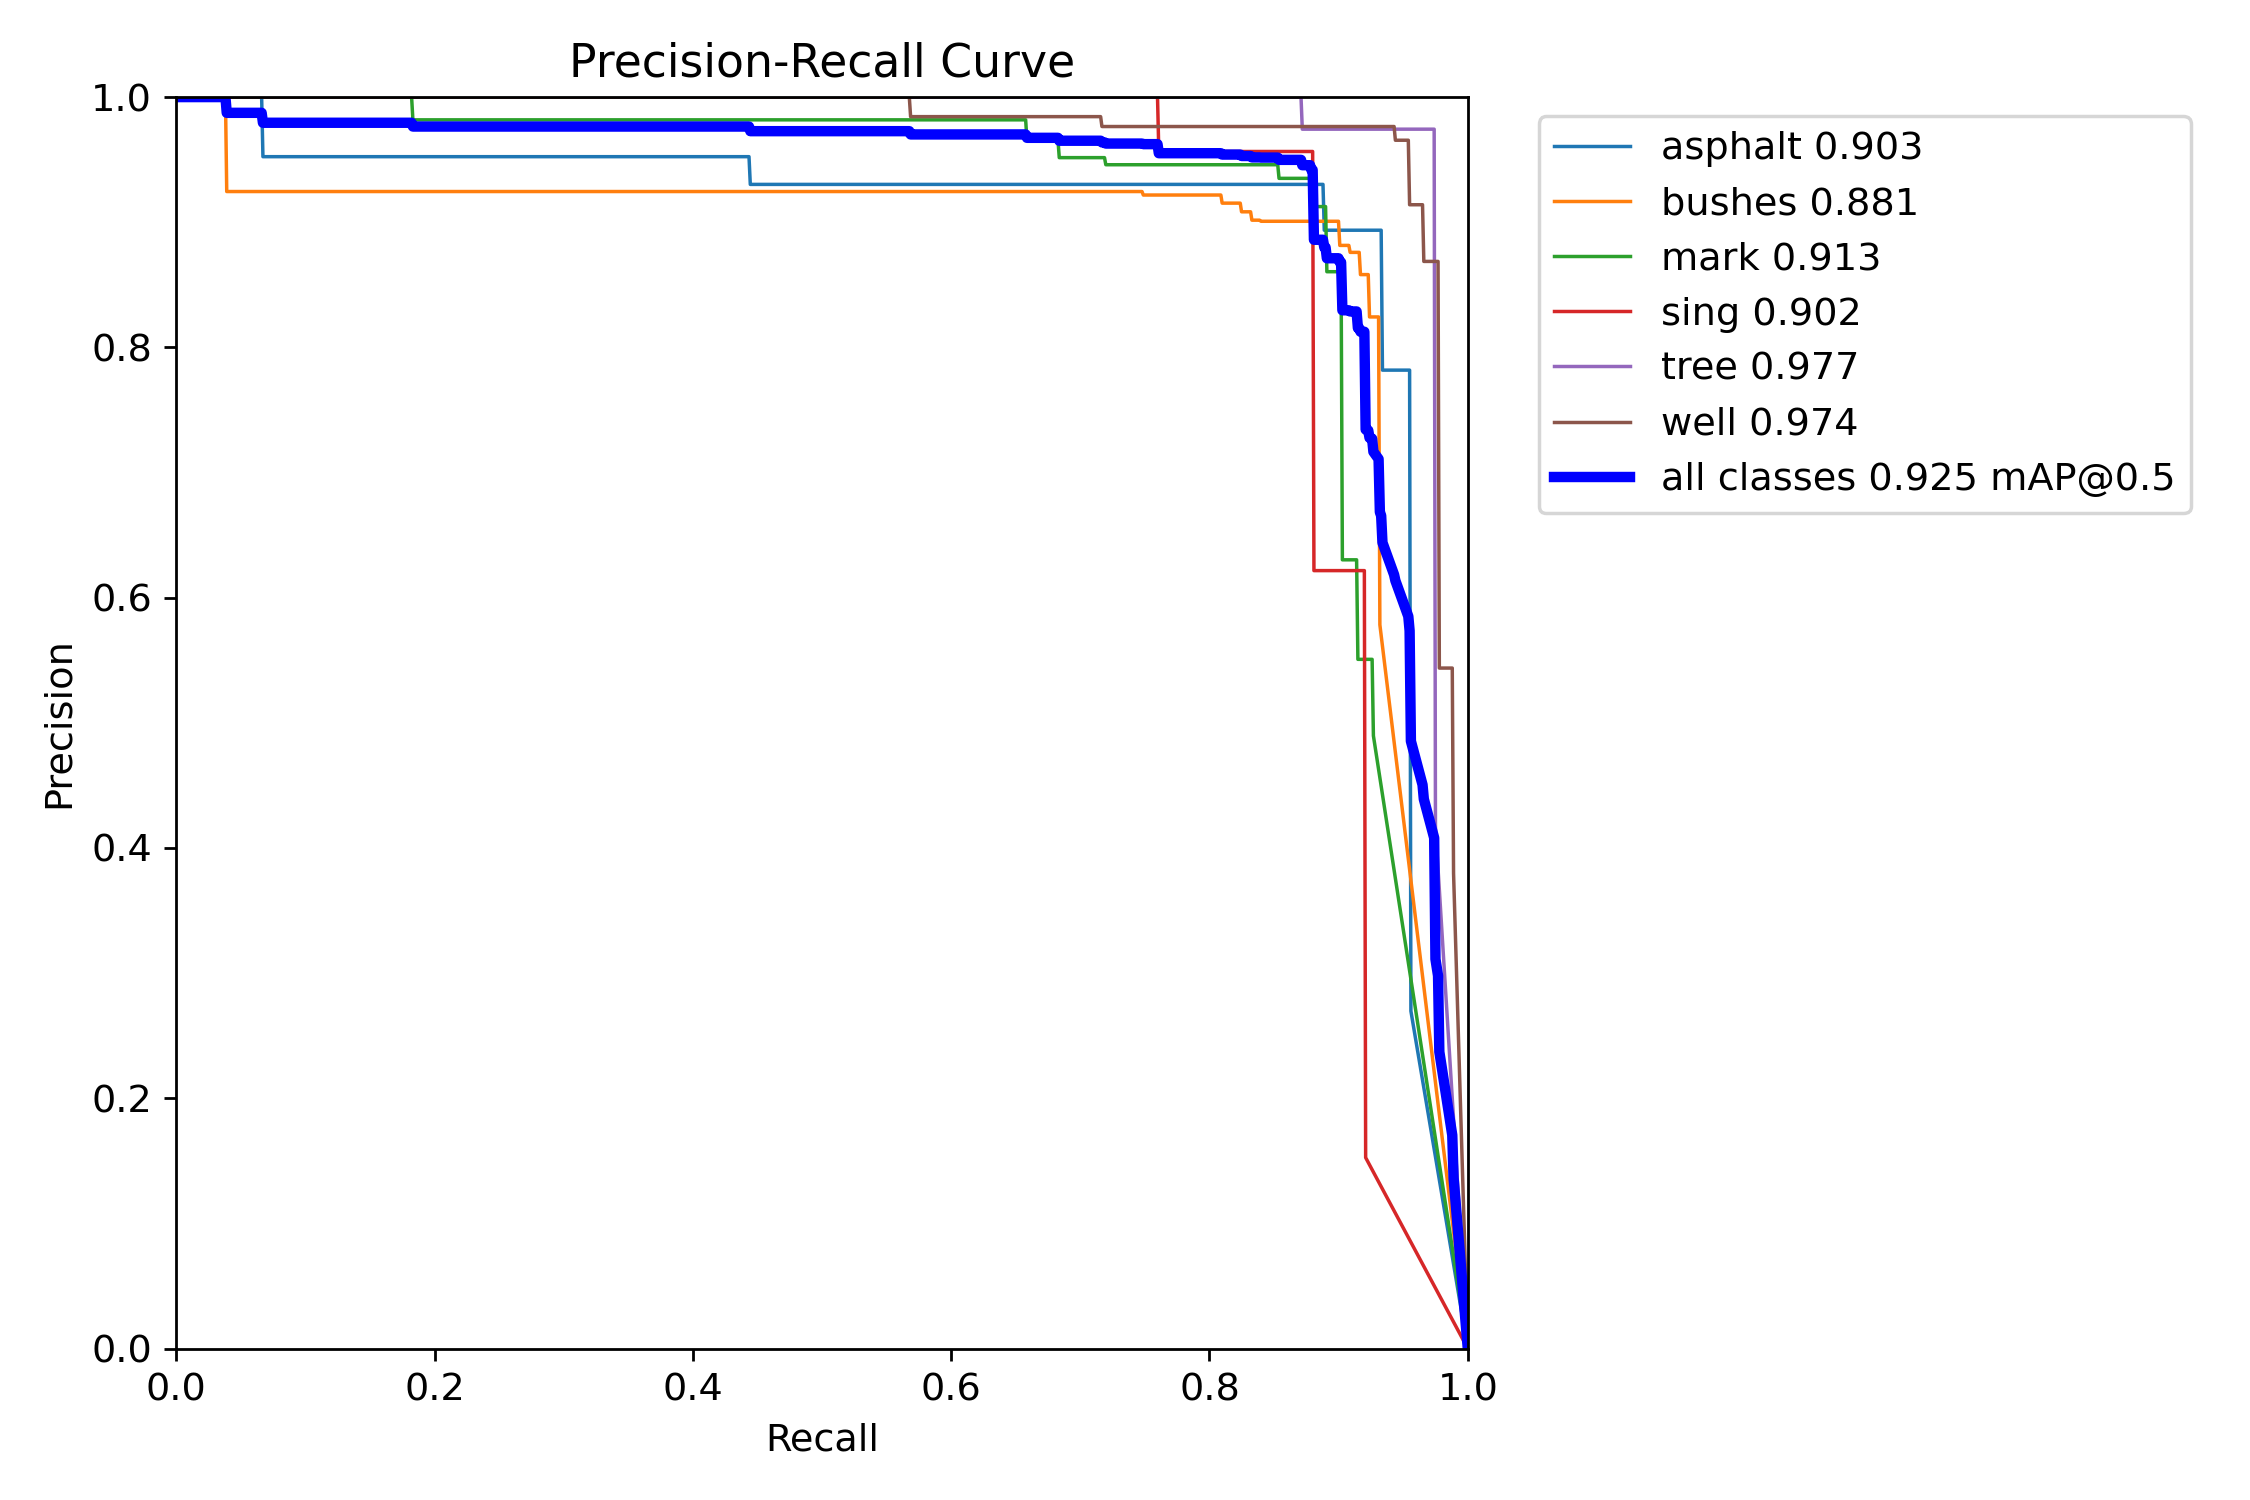 Precision-Recall Curve
1.0
0.8
0.6
0.4
0.2
0.0
Precision
0.0 0.2 0.4 0.6 0.8 1.0
Recall
asphalt 0.903
bushes 0.881
mark 0.913
sing 0.902
tree 0.977
well 0.974
all classes 0.925 mAP@0.5